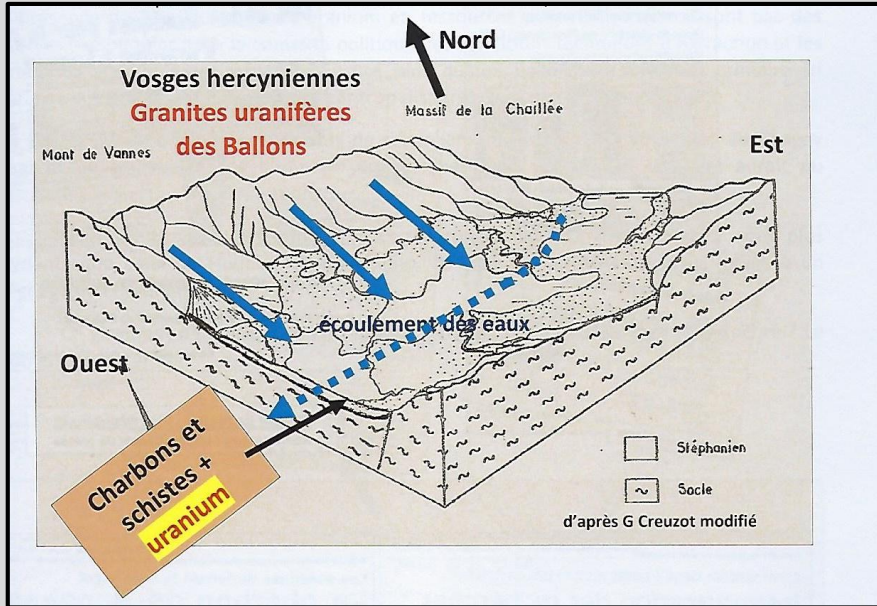 Nord
Vosges hercyniennes
Granites uranifères
des Ballons
Massif de la Chaillée
Mont de Vannes
Est
écoulement des eaux
Ouest
Charbons et
schistes +
uranium
Stéphanien
Socle
d'après G Creuzot modifié